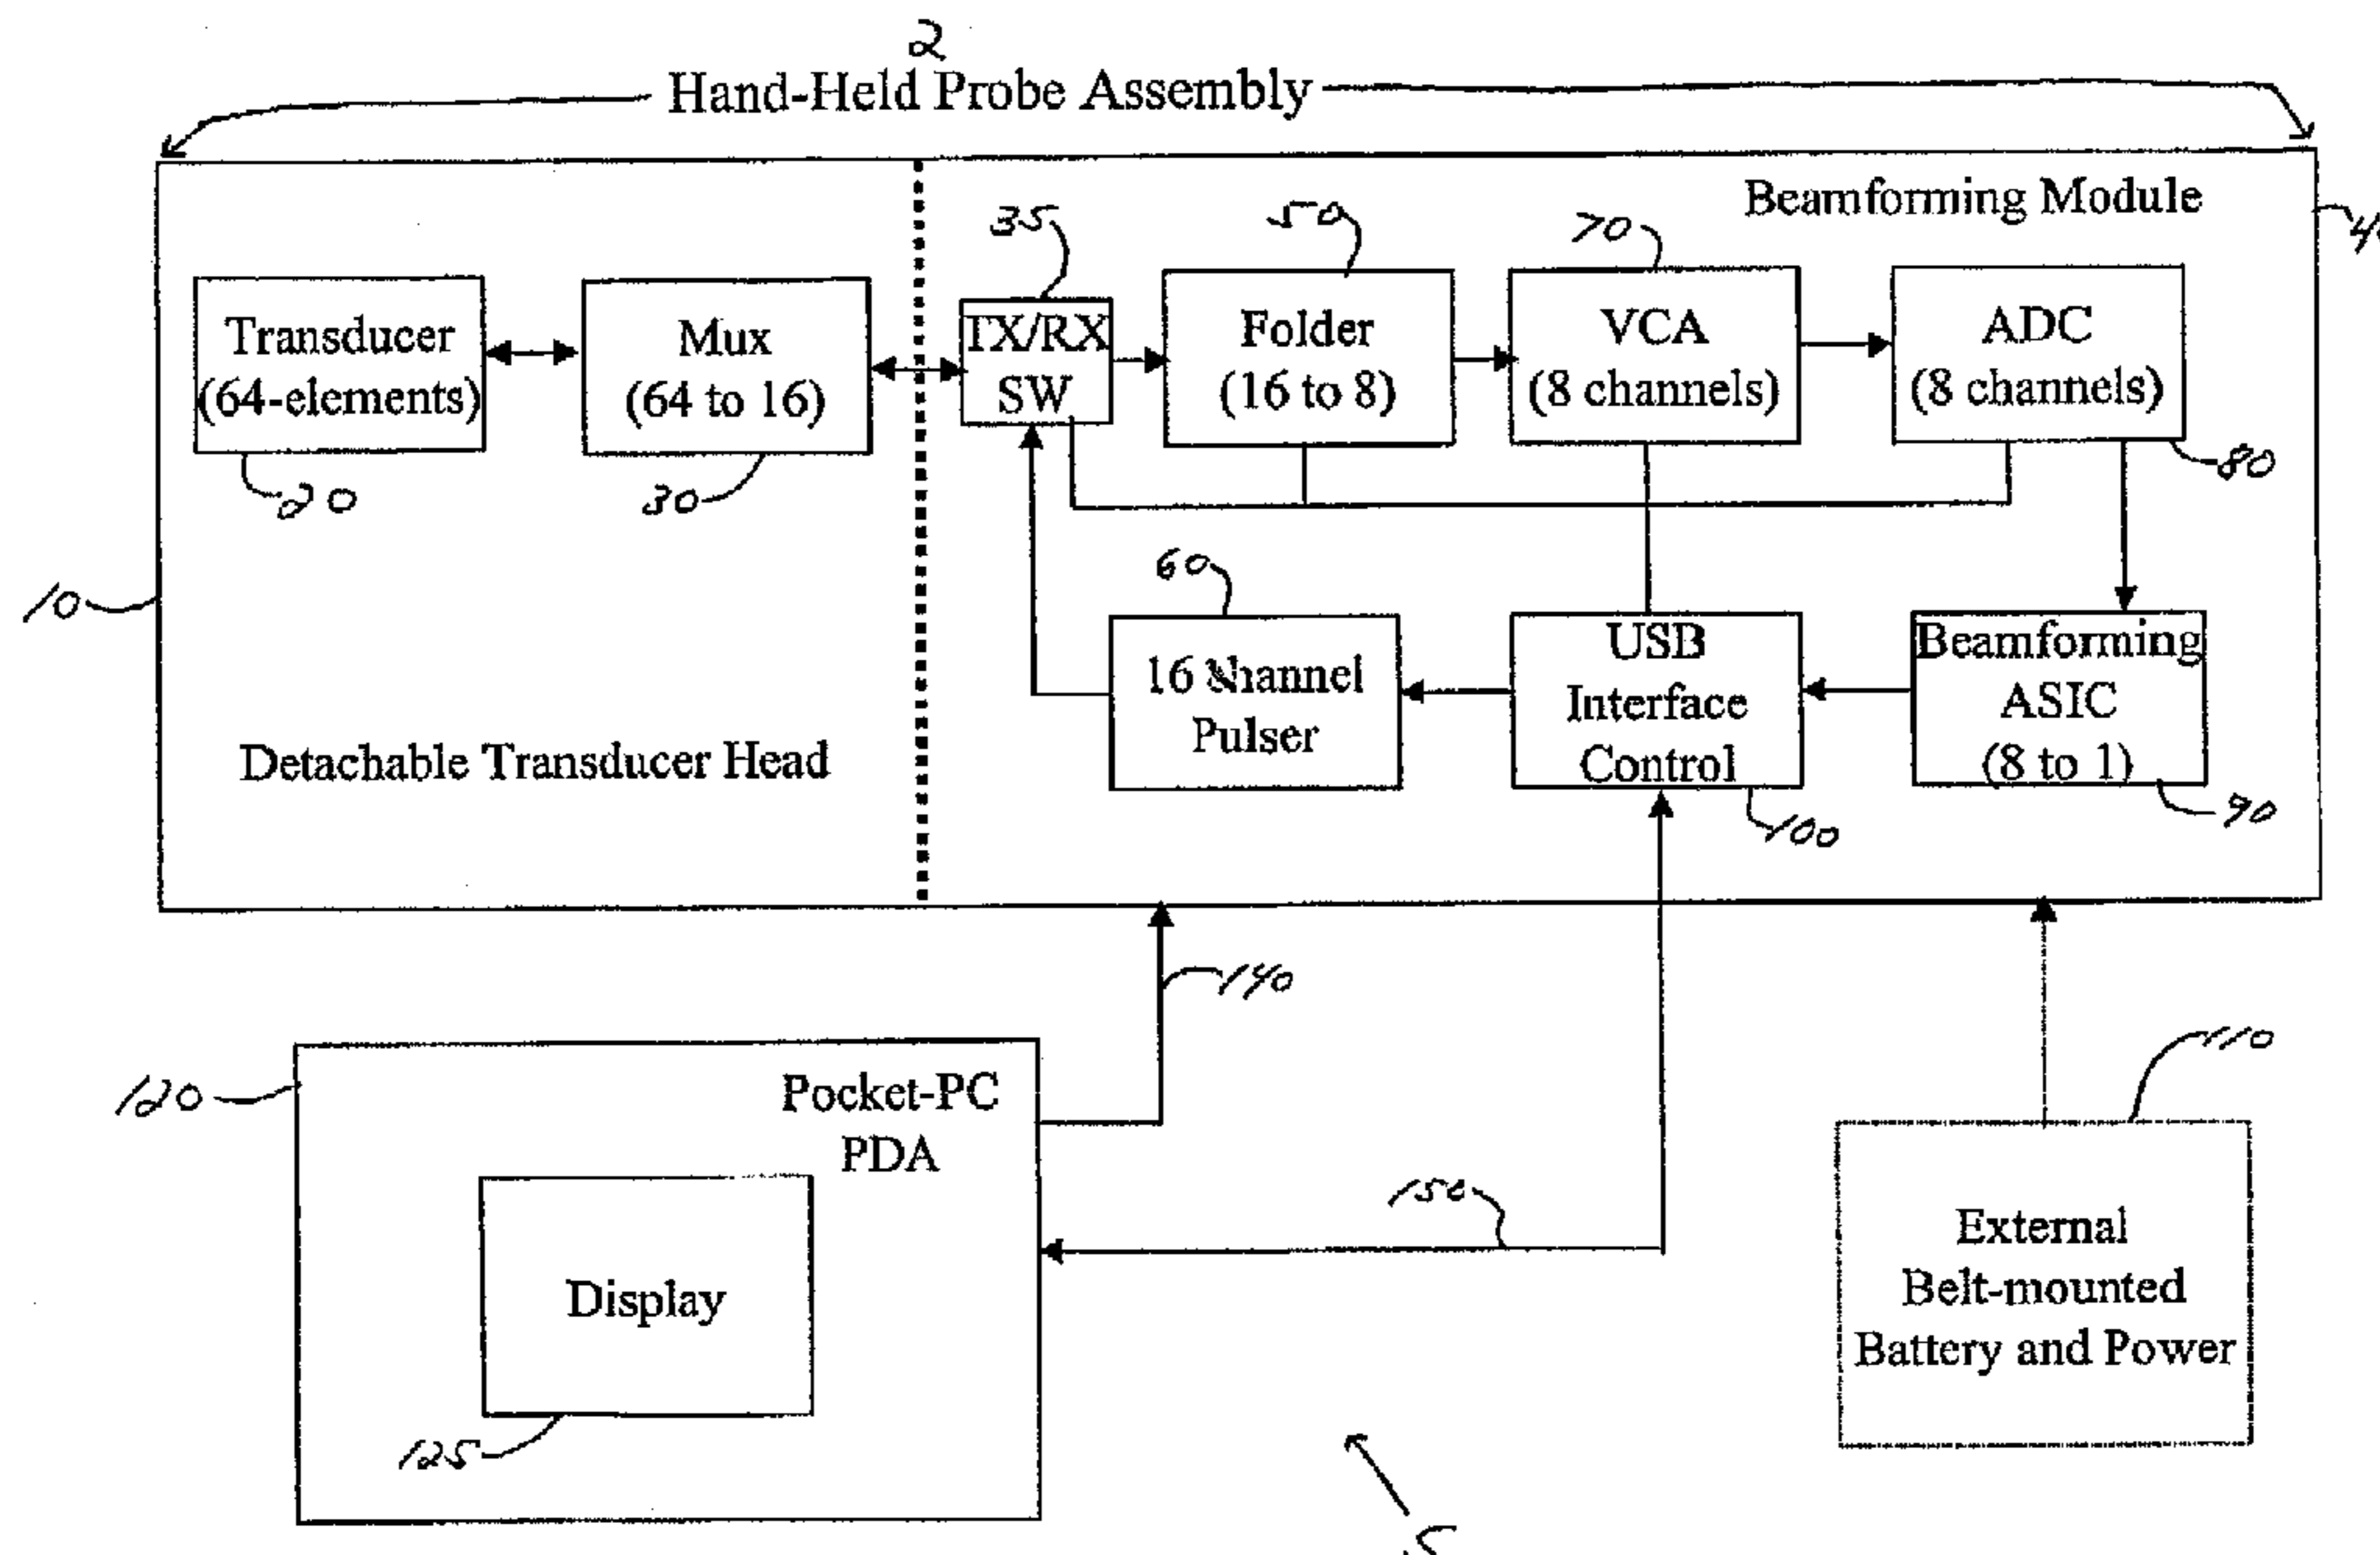 2
Hand-Held Probe Assembly
Beamforming Module
35
50
70
Transducer
(64-elements)
Mux
(64 to 16)
TX/RX
SW
Folder
(16 to 8)
VCA
(8 channels)
ADC
(8 channels)
20
30
80
10
60
16
Pulser
USB
Interface
Control
Beamforming
ASIC
(8 to 1)
Detachable Transducer Head
100
90
140
110
120
Pocket-PC
PDA
150
Display
125
External
Belt-mounted
Battery and Power